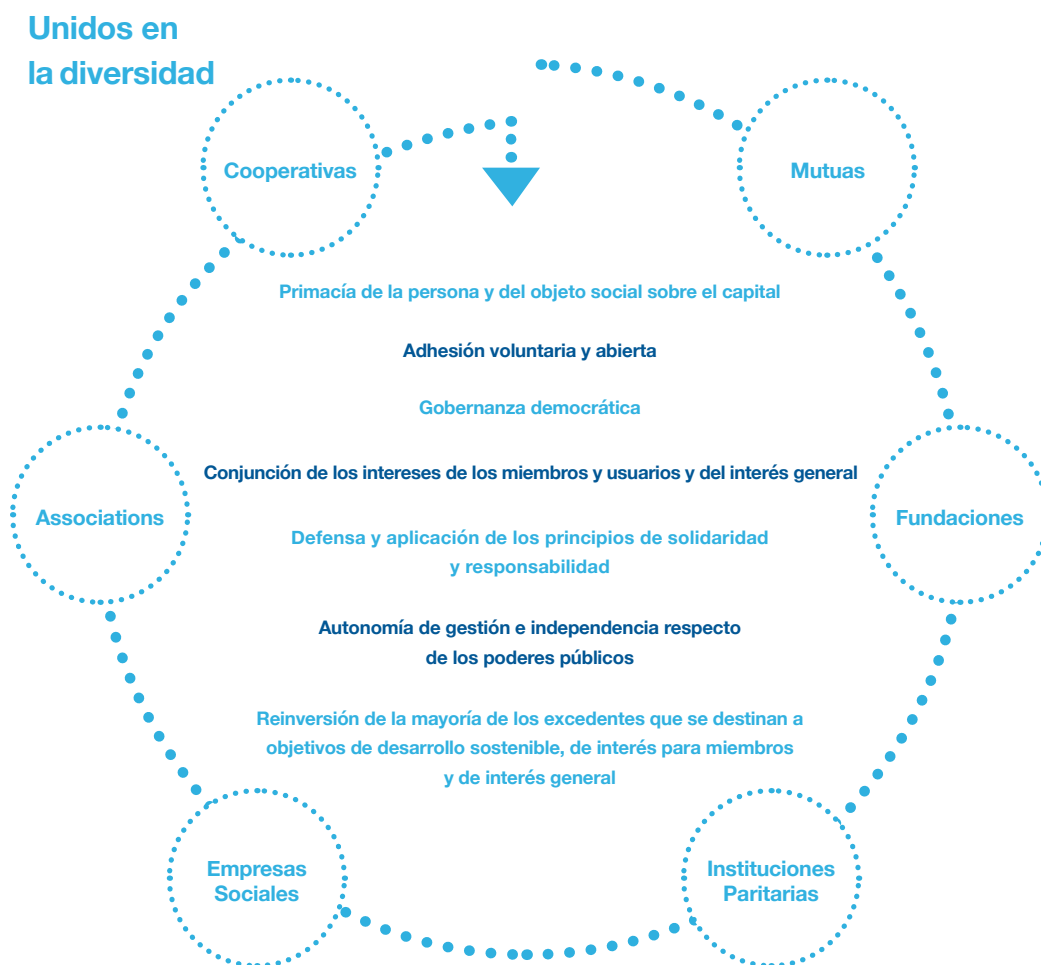 Unidos en
la diversidad
Cooperativas
Mutuas
Primacía de la persona y del objeto social sobre el capital
Adhesión voluntaria y abierta
Gobernanza democrática
Conjunción de los intereses de los miembros y usuarios y del interés general
Associations
Fundaciones
Defensa y aplicación de los principios de solidaridad
y responsabilidad
Autonomía de gestión e independencia respecto
de los poderes públicos
Reinversión de la mayoría de los excedentes que se destinan a
objetivos de desarrollo sostenible, de interés para miembros
y de interés general
Empresas
Sociales
Instituciones
Paritarias